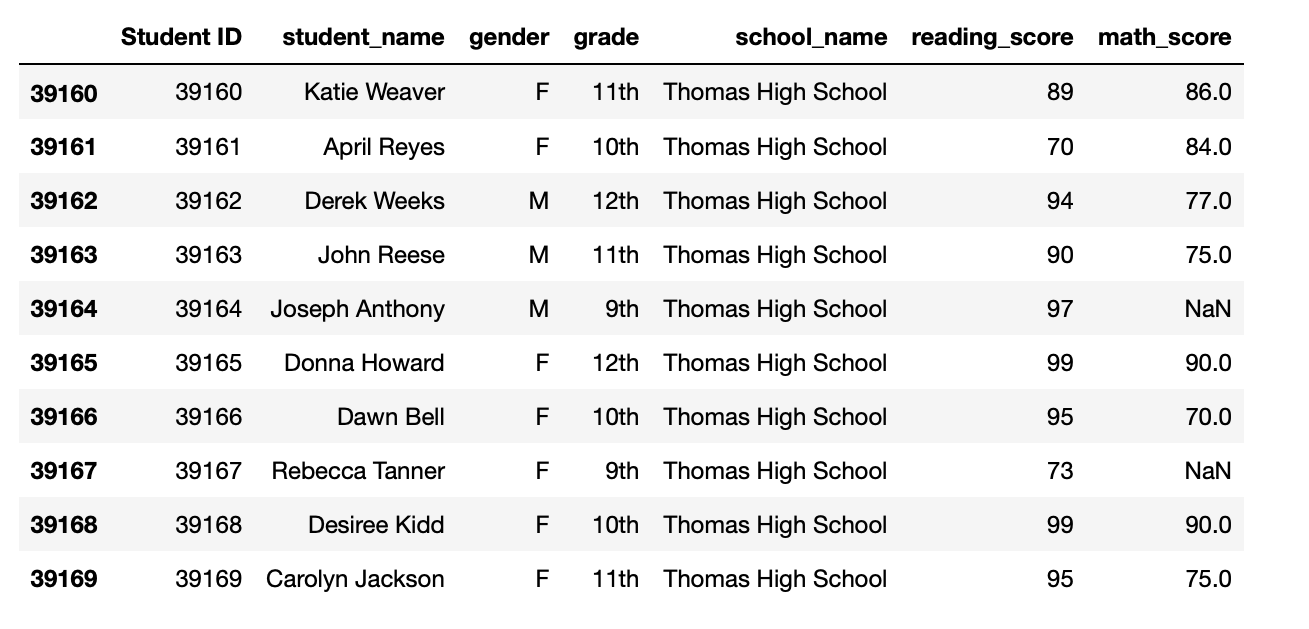 Student ID student_name gender grade school_name reading_score math_score
39160 39160 Katie Weaver F 11th Thomas High School 89 86.0
39161 39161 April Reyes F 10th Thomas High School 70 84.0
39162 39162 Derek Weeks M 12th Thomas High School 94 77.0
39163 39163 John Reese M 11th Thomas High School 90 75.0
39164 39164 Joseph Anthony M 9th Thomas High School 97 NaN
39165 39165 Donna Howard F 12th Thomas High School 99 90.0
39166 39166 Dawn Bell F 10th Thomas High School 95 70.0
39167 39167 Rebecca Tanner F 9th Thomas High School 73 NaN
39168 39168 Desiree Kidd F 10th Thomas High School 99 90.0
39169 39169 Carolyn Jackson F 11th Thomas High School 95 75.0